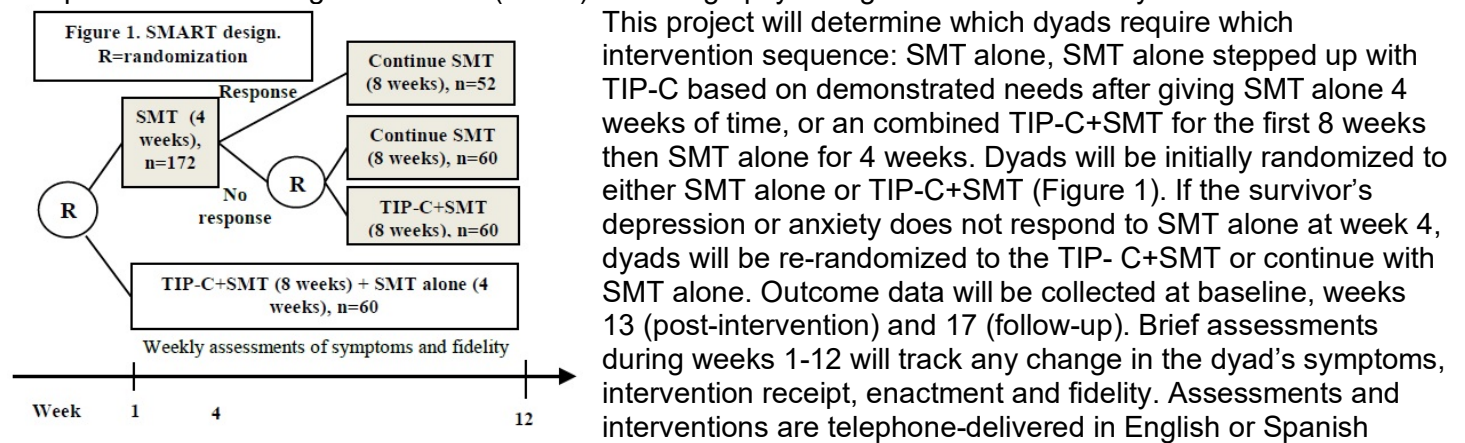 Figure 1. SMART design.
R=randomization
Response
SMT (4
weeks),
n=172
R
No
response
R
Continue SMT
(8 weeks), n=52
Continue SMT
(8 weeks), n=60
TIP-C+SMT
(8 weeks), n=60
TIP-C+SMT (8 weeks) + SMT alone (4
weeks), n=60
Weekly assessments of symptoms and fidelity
Week 1 4 12
This project will determine which dyads require which
intervention sequence: SMT alone, SMT alone stepped up with
TIP-C based on demonstrated needs after giving SMT alone 4
weeks of time, or an combined TIP-C+SMT for the first 8 weeks
then SMT alone for 4 weeks. Dyads will be initially randomized to
either SMT alone or TIP-C+SMT (Figure 1). If the survivor’s
depression or anxiety does not respond to SMT alone at week 4,
dyads will be re-randomized to the TIP- C+SMT or continue with
SMT alone. Outcome data will be collected at baseline, weeks
13 (post-intervention) and 17 (follow-up). Brief assessments
during weeks 1-12 will track any change in the dyad’s symptoms,
intervention receipt, enactment and fidelity. Assessments and
interventions are telephone-delivered in English or Spanish